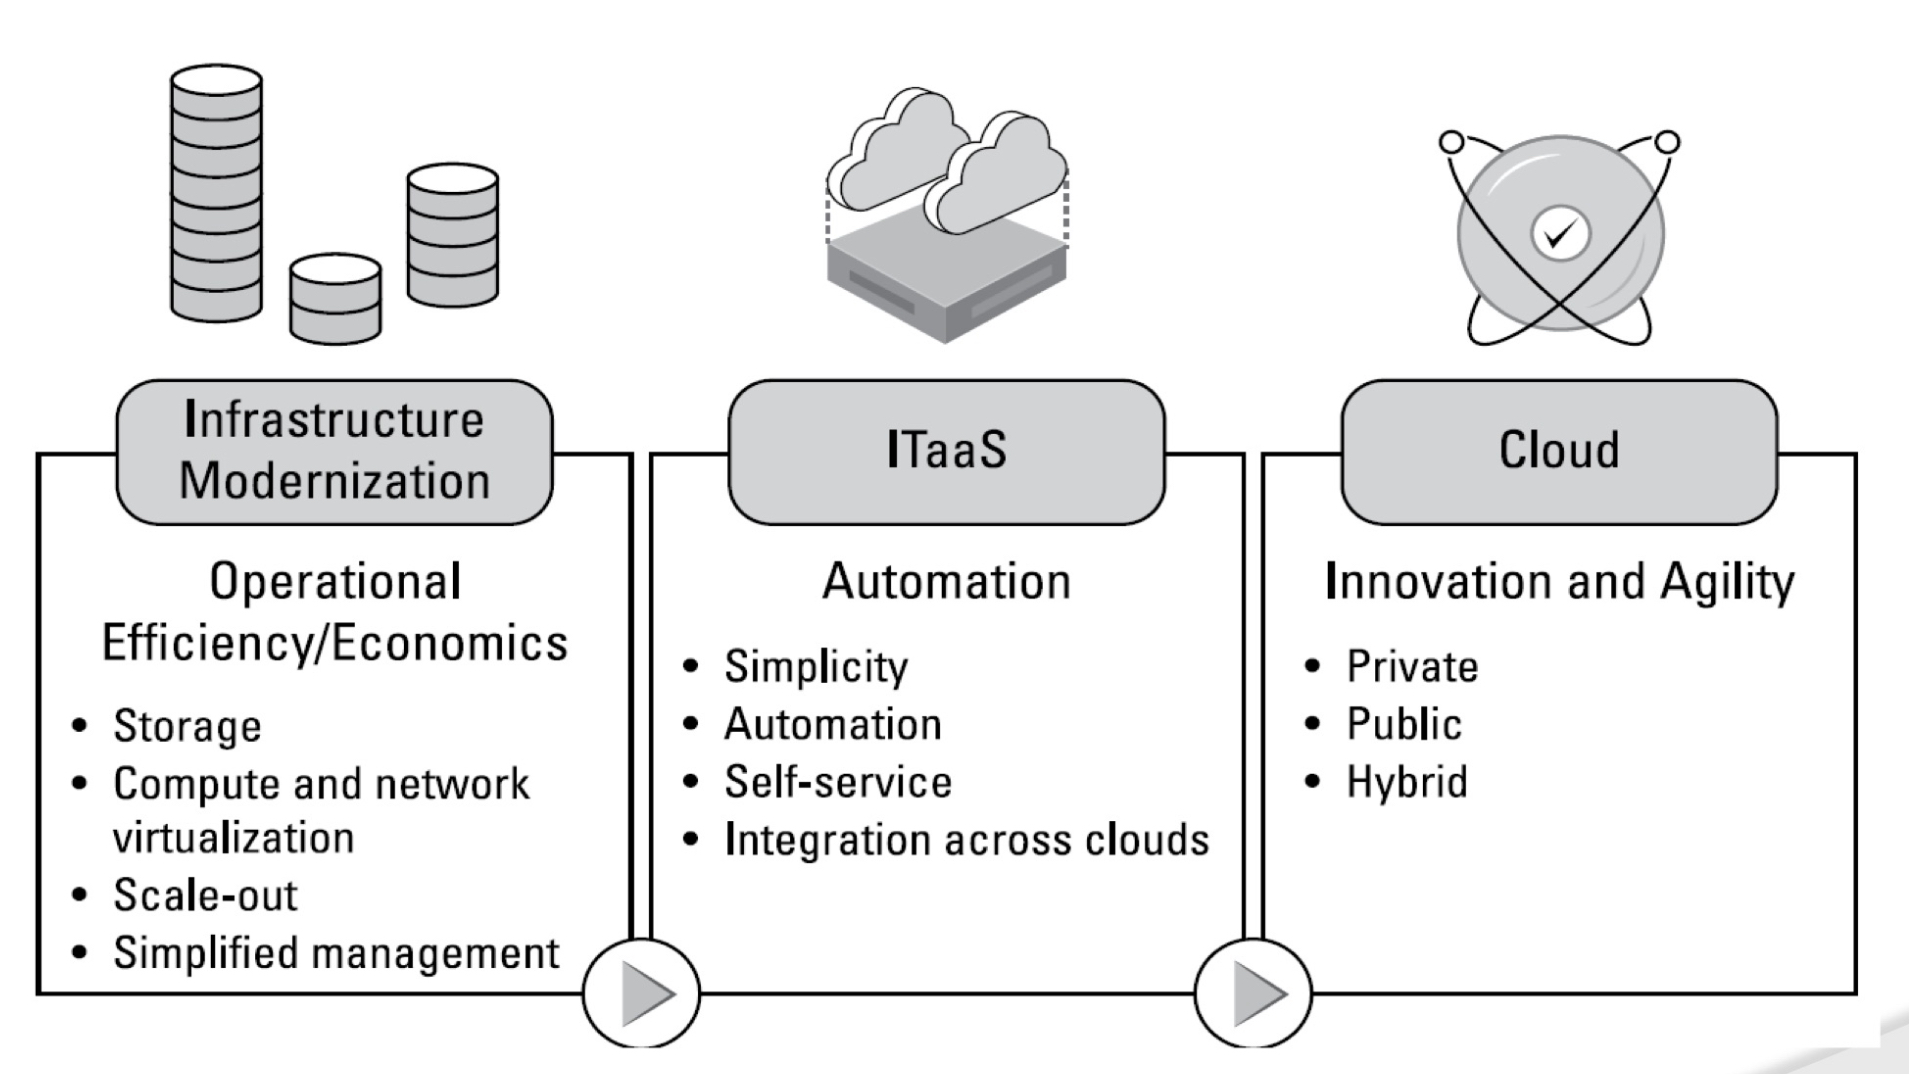 Infrastructure
Modernization
Operational
Efficiency/Economics
• Storage
• Compute and network
virtualization
• Scale-out
• Simplified management
ITaaS
Automation
• Simplicity
• Automation
• Self-service
• Integration across clouds
Cloud
Innovation and Agility
• Private
• Public
• Hybrid